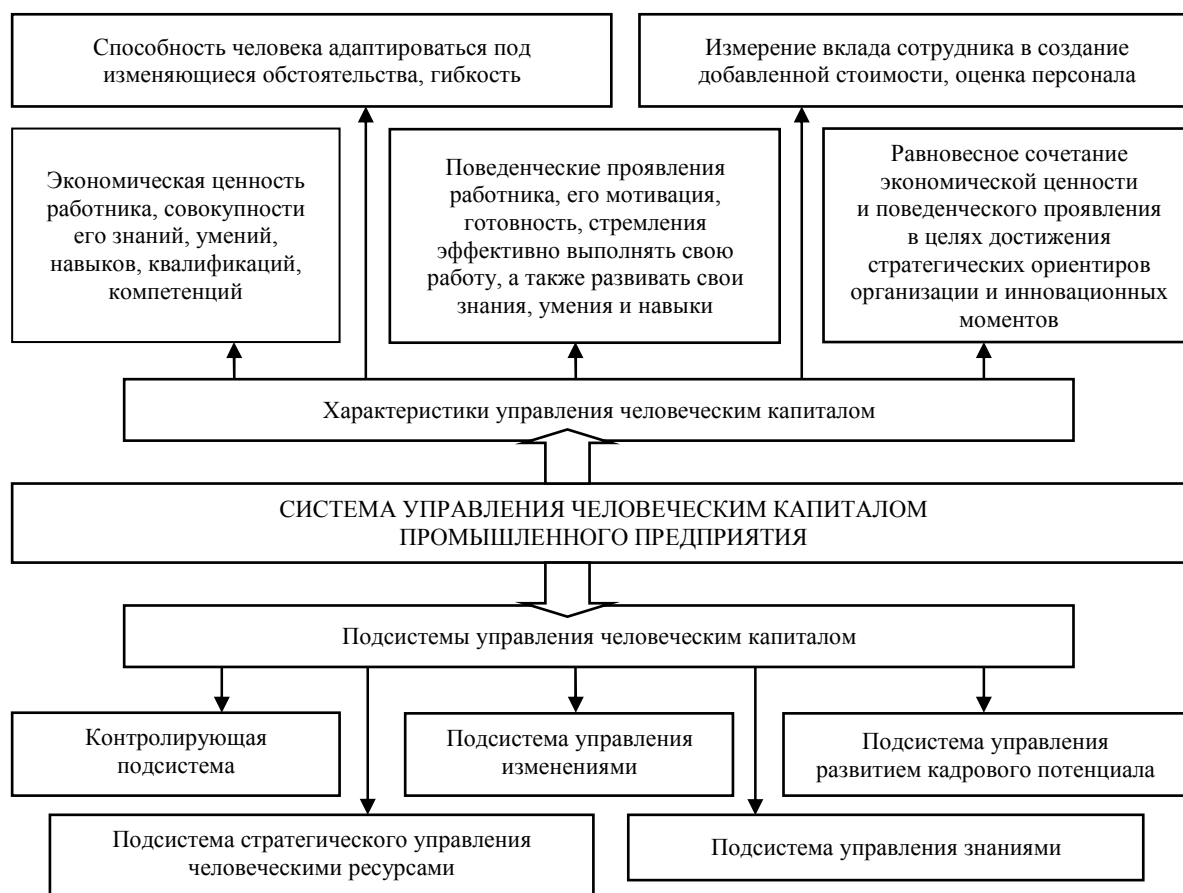 Способность человека адаптироваться под
изменяющиеся обстоятельства, гибкость
Измерение вклада сотрудника в создание
добавленной стоимости, оценка персонала
Экономическая ценность
работника, совокупности
его знаний, умений,
навыков, квалификаций,
компетенций
Поведенческие проявления
работника, его мотивация,
готовность, стремления
эффективно выполнять свою
работу, а также развивать свои
знания, умения и навыки
Равновесное сочетание
экономической ценности
и поведенческого проявления
в целях достижения
стратегических ориентиров
организации и инновационных
моментов
Характеристики управления человеческим капиталом
СИСТЕМА УПРАВЛЕНИЯ ЧЕЛОВЕЧЕСКИМ КАПИТАЛОМ
ПРОМЫШЛЕННОГО ПРЕДПРИЯТИЯ
Подсистемы управления человеческим капиталом
Контролирующая
подсистема
Подсистема управления
изменениями
Подсистема управления
развитием кадрового потенциала
Подсистема стратегического управления
человеческими ресурсами
Подсистема управления знаниями